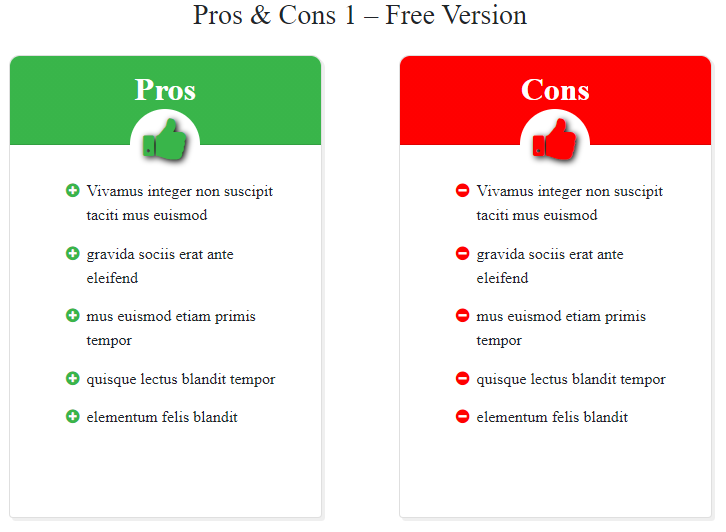 Pros & Cons 1 – Free Version
Pros
Vivamus integer non suscipit
taciti mus euismod
gravida sociis erat ante
eleifend
mus euismod etiam primis
tempor
quisque lectus blandit tempor
elementum felis blandit
Cons
Vivamus integer non suscipit
taciti mus euismod
gravida sociis erat ante
eleifend
mus euismod etiam primis
tempor
quisque lectus blandit tempor
elementum felis blandit